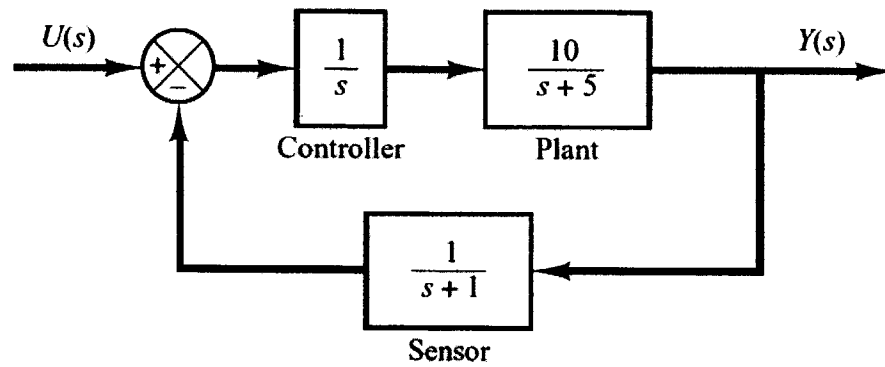 U(s)
Y(s)
+
−
1
s
10
s + 5
Controller
Plant
1
s + 1
Sensor